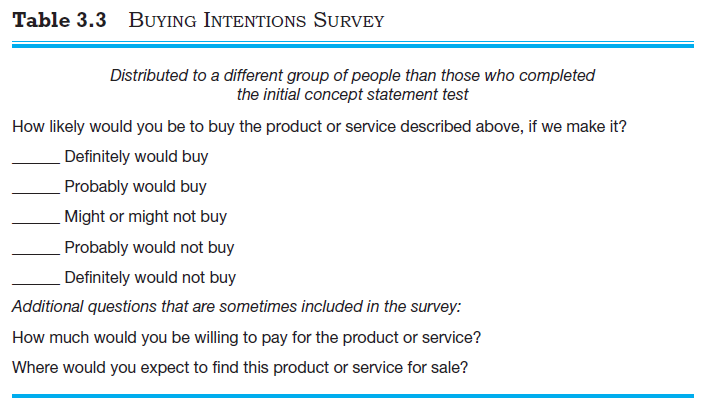 Table 3.3 BUYING INTENTIONS SURVEY
Distributed to a different group of people than those who completed
the initial concept statement test
How likely would you be to buy the product or service described above, if we make it?
______ Definitely would buy
______ Probably would buy
______ Might or might not buy
______ Probably would not buy
______ Definitely would not buy
Additional questions that are sometimes included in the survey:
How much would you be willing to pay for the product or service?
Where would you expect to find this product or service for sale?